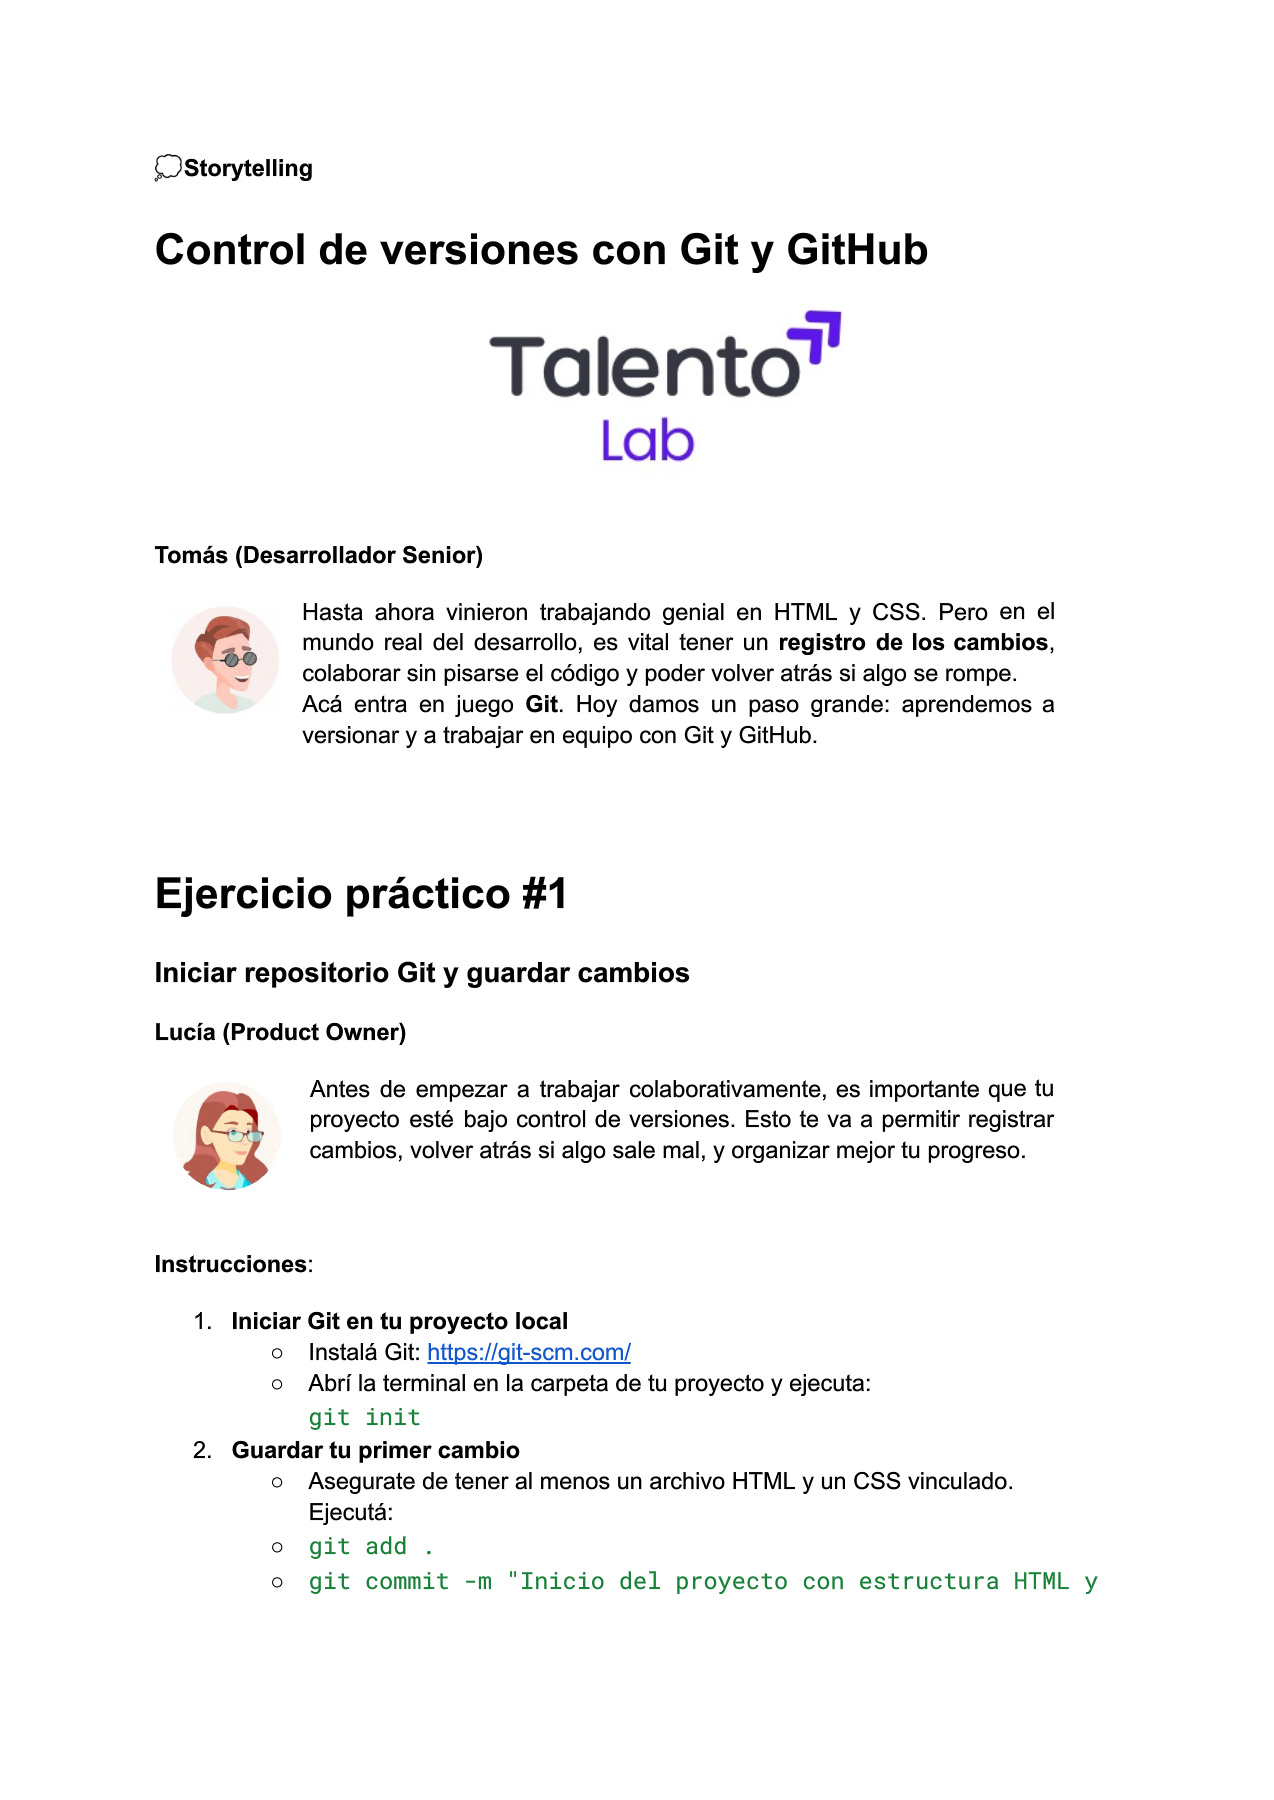 💭Storytelling
Control de versiones con Git y GitHub
Talento
Lab
Tomás (Desarrollador Senior)
Hasta ahora vinieron trabajando genial en HTML y CSS. Pero en el
mundo real del desarrollo, es vital tener un registro de los cambios,
colaborar sin pisarse el código y poder volver atrás si algo se rompe.
Acá entra en juego Git. Hoy damos un paso grande: aprendemos a
versionar y a trabajar en equipo con Git y GitHub.
Ejercicio práctico #1
Iniciar repositorio Git y guardar cambios
Lucía (Product Owner)
Antes de empezar a trabajar colaborativamente, es importante que tu
proyecto esté bajo control de versiones. Esto te va a permitir registrar
cambios, volver atrás si algo sale mal, y organizar mejor tu progreso.
Instrucciones:
1. Iniciar Git en tu proyecto local
○ Instalá Git: https://git-scm.com/
○ Abrí la terminal en la carpeta de tu proyecto y ejecuta:
git init
2. Guardar tu primer cambio
○ Asegurate de tener al menos un archivo HTML y un CSS vinculado.
Ejecutá:
○ git add .
○ git commit -m "Inicio del proyecto con estructura HTML y